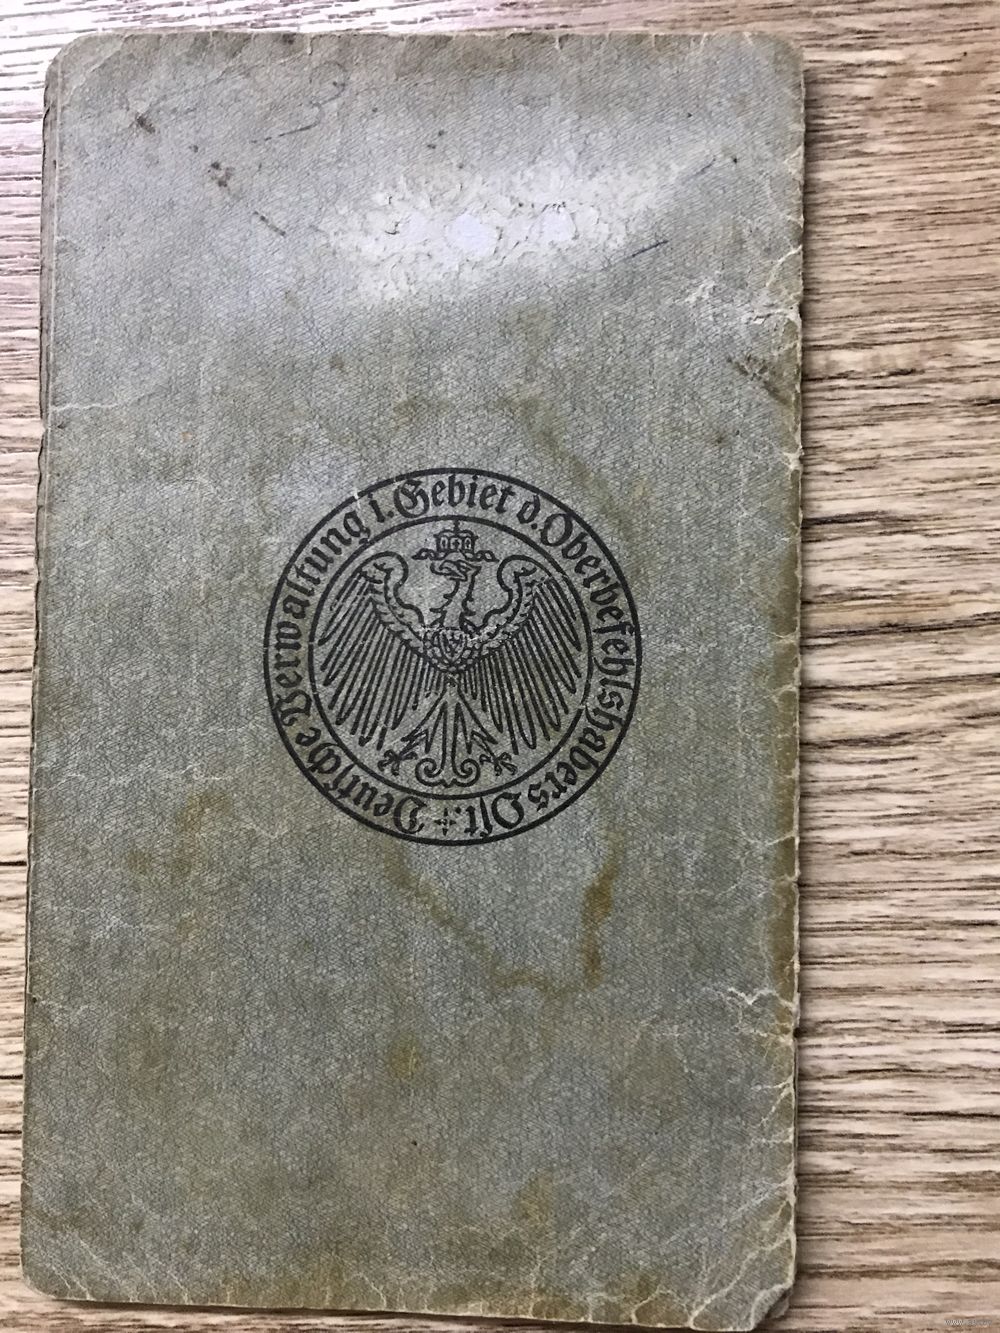 Deutsche Verwaltung i. Gebiet d. Oberbefehlshabers Ost. +